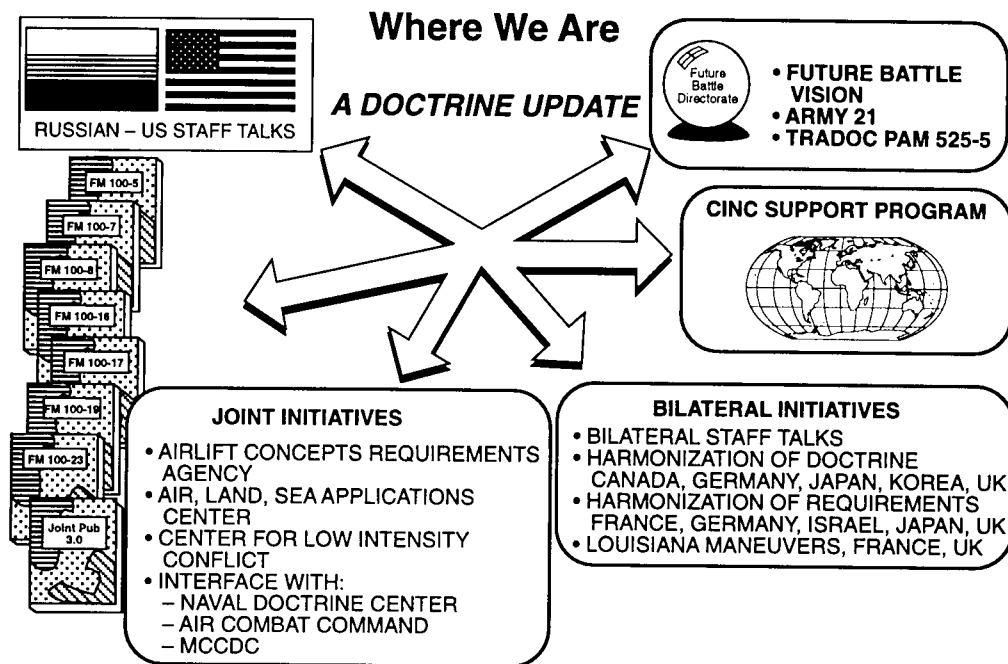 Where We Are
A DOCTRINE UPDATE
RUSSIAN – US STAFF TALKS
Future
Battle
Directorate
• FUTURE BATTLE
VISION
• ARMY 21
• TRADOC PAM 525-5
CINC SUPPORT PROGRAM
FM 100-5
FM 100-7
FM 100-8
FM 100-16
FM 100-17
FM 100-19
FM 100-23
Joint Pub
3.0
JOINT INITIATIVES
• AIRLIFT CONCEPTS REQUIREMENTS
AGENCY
• AIR, LAND, SEA APPLICATIONS
CENTER
• CENTER FOR LOW INTENSITY
CONFLICT
• INTERFACE WITH:
– NAVAL DOCTRINE CENTER
– AIR COMBAT COMMAND
– MCCDC
BILATERAL INITIATIVES
• BILATERAL STAFF TALKS
• HARMONIZATION OF DOCTRINE
CANADA, GERMANY, JAPAN, KOREA, UK
• HARMONIZATION OF REQUIREMENTS
FRANCE, GERMANY, ISRAEL, JAPAN, UK
• LOUISIANA MANEUVERS, FRANCE, UK